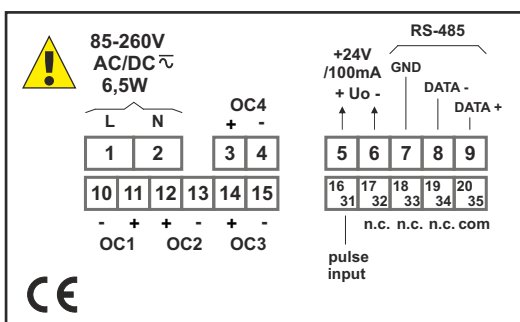 RS-485
85-260V
AC/DC
6,5W
+24V
/100mA
+ Uo -
GND
DATA -
DATA +
L N
OC4
+ -
1 2 3 4 5 6 7 8 9
10 11 12 13 14 15
16 17 18 19 20
31 32 33 34 35
- + + - + -
OC1 OC2 OC3
n.c. n.c. n.c. com
pulse
input
CE